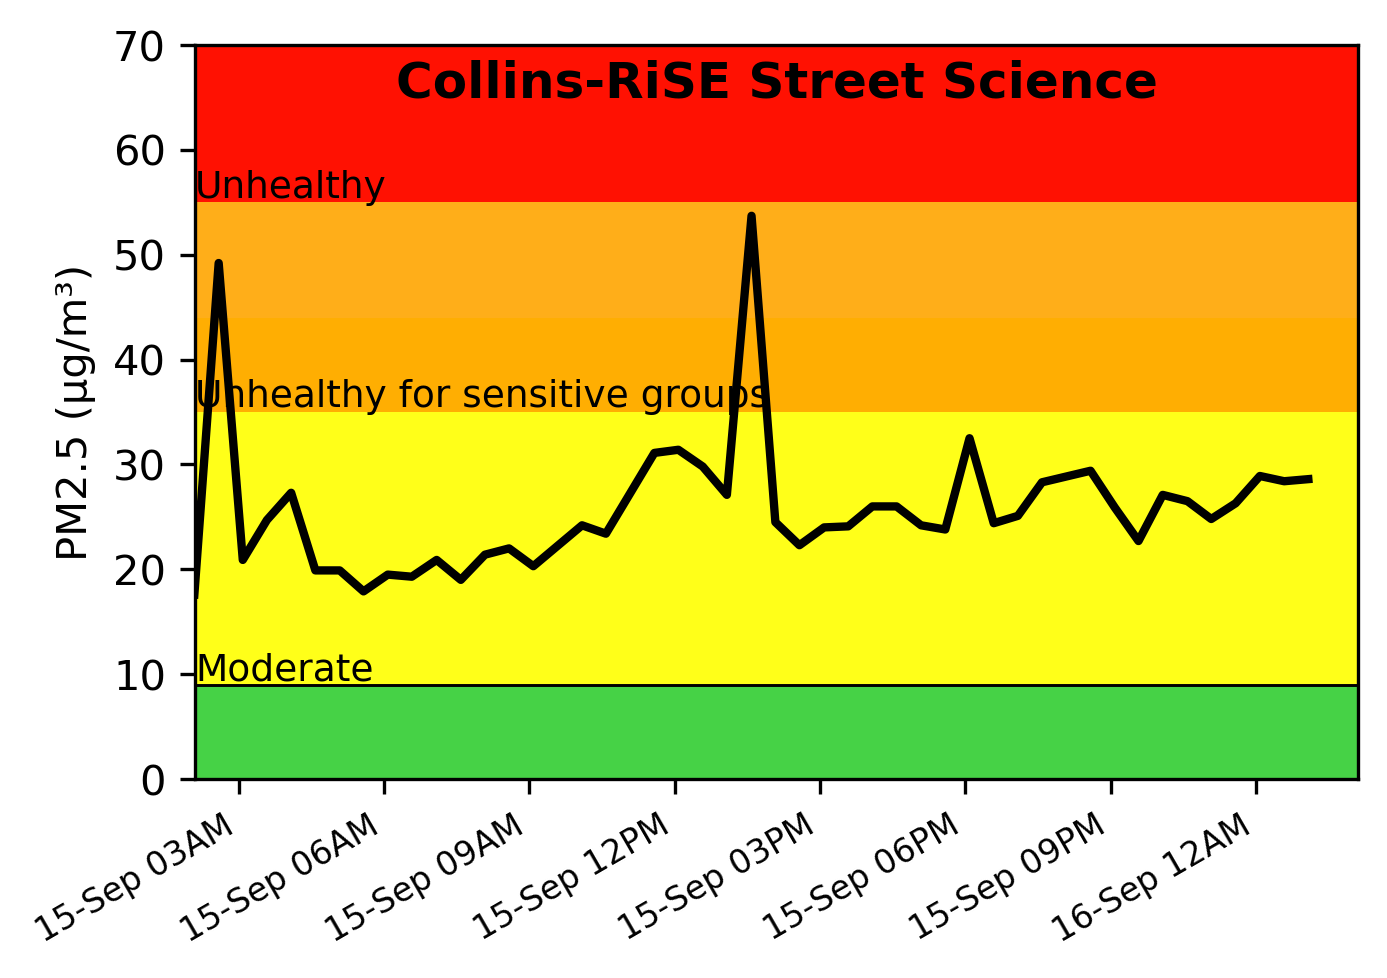 Collins-RiSE Street Science
70
60
50
40
30
20
10
0
PM2.5 (µg/m³)
Unhealthy
Unhealthy for sensitive groups
Moderate
15-Sep 03AM
15-Sep 06AM
15-Sep 09AM
15-Sep 12PM
15-Sep 03PM
15-Sep 06PM
15-Sep 09PM
16-Sep 12AM